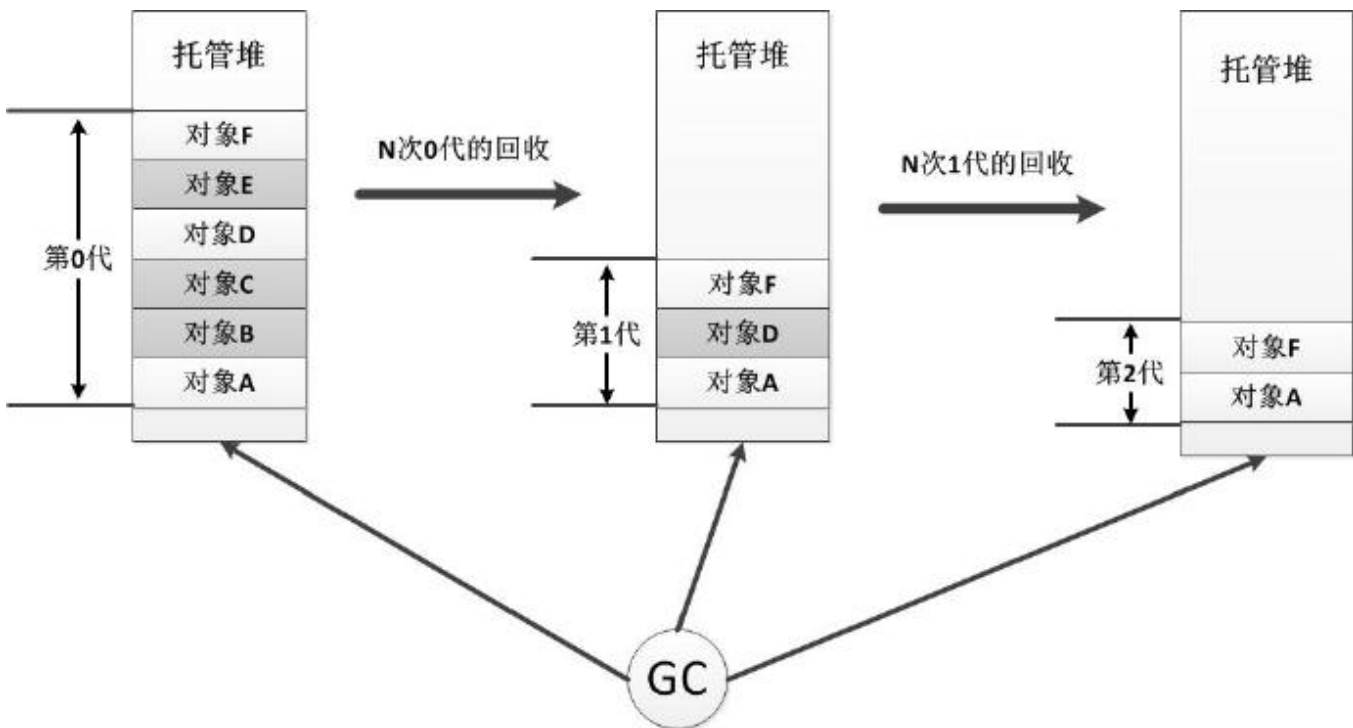 托管堆
对象F
对象E
对象D
对象C
对象B
对象A
第0代
N次0代的回收
托管堆
对象F
对象D
对象A
第1代
N次1代的回收
托管堆
对象F
对象A
第2代
GC